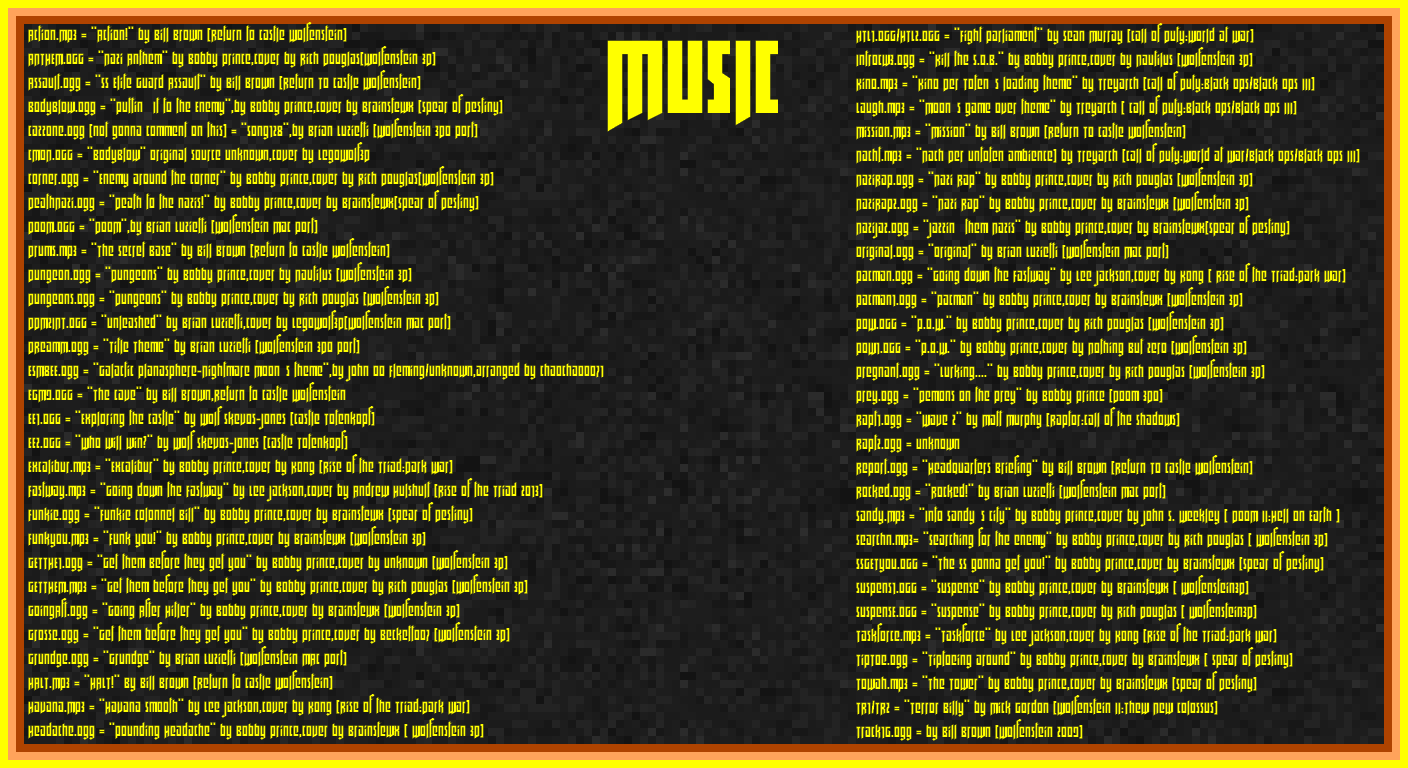 MUSIC
Action.mp3 = "Action!" by Bill Brown [Return to castle wolfenstein]
ANTHEM.OGG = "Nazi Anthem" by Bobby prince,cover by Rich Douglas[Wolfenstein 3D]
Assault.ogg = "SS Elite Guard Assault" by Bill Brown [Return to castle wolfenstein]
Bodyblow.ogg = "Puttin It to the Enemy",by Bobby prince,cover by Brainslewx [spear of Destiny]
cazzone.ogg [not gonna comment on this] = "song128",by Brian Luzietti [Wolfenstein 3DO port]
CMON.OGG = "Bodyblow" original source unknown,cover by Legowolf3D
corner.ogg = "Enemy around the corner" by Bobby prince,cover by Rich Douglas[Wolfenstein 3D]
Deathnazi.ogg = "Death to the nazis!" by Bobby prince,cover by Brainslewx[spear of Destiny]
DOOM.OGG = "Doom",by Brian Luzietti [Wolfenstein mac port]
Drums.mp3 = "The secret Base" by Bill Brown [Return to castle wolfenstein]
Dungeon.ogg = "Dungeons" by Bobby prince,cover by nautilus [Wolfenstein 3D]
Dungeons.ogg = "Dungeons" by Bobby prince,cover by Rich Douglas [Wolfenstein 3D]
DDM2INT.OGG = "unleashed" by Brian Luzietti,cover by Legowolf3D[Wolfenstein mac port]
DREAMM.ogg = "Title Theme" by Brian Luzietti [Wolfenstein 3DO port]
ESMBEE.ogg = "Galactic planasphere-nightmare moon s theme",by john DD Fleming/unknown,arranged by chaochao0021
EGM9.OGG = "The cave" by Bill Brown,Return to castle wolfenstein
EE1.OGG = "Exploring the castle" by Wolf skevos-jones [castle Totenkopf]
EE2.OGG = "Who will win?" by Wolf skevos-jones [castle Totenkopf]
Excalibur.mp3 = "Excalibur" by Bobby prince,cover by Kong [Rise of the Triad:Dark War]
Fastway.mp3 = "Going down the Fastway" by Lee jackson,cover by Andrew Hulshult [Rise of the Triad 2013]
Funkie.ogg = "Funkie colonnel Bill" by Bobby prince,cover by Brainslewx [spear of Destiny]
Funkyou.mp3 = "Funk you!" by Bobby prince,cover by Brainslewx [Wolfenstein 3D]
GETTHE1.OGG = "Get them before they get you" by Bobby prince,cover by unknown [Wolfenstein 3D]
GETTHEM.mp3 = "Get them before they get you" by Bobby prince,cover by Rich Douglas [Wolfenstein 3D]
GoingAft.ogg = "Going After Hitler" by Bobby prince,cover by Brainslewx [Wolfenstein 3D]
Grosse.ogg = "Get them before they get you" by Bobby prince,cover by Beckett007 [Wolfenstein 3D]
Grundge.ogg = "Grundge" by Brian Luzietti [Wolfenstein MAC port]
HALT.mp3 = "HALT!" by Bill Brown [Return to castle wolfenstein]
Havana.mp3 = "Havana smooth" by Lee jackson,cover by Kong [Rise of the Triad:Dark War]
Headache.ogg = "pounding Headache" by Bobby prince,cover by Brainslewx [ Wolfenstein 3D]
HTL1.OGG/HTL2.OGG = "Fight parliament" by sean murray [call of Duty:World at War]
Introcw3.ogg = "Kill the S.O.B." by Bobby prince,cover by nautilus [Wolfenstein 3D]
Kino.mp3 = "Kino Der Toten s loading theme" by Treyarch [call of Duty:Black ops/Black ops III]
Laugh.mp3 = "moon s game over theme" by Treyarch [ call of Duty:Black ops/Black ops III]
mission.mp3 = "mission" by Bill Brown [Return To castle Wolfenstein]
nacht.mp3 = "nach Der untoten ambience] by Treyarch [call of Duty:World at War/Black ops/Black ops III]
naziRap.ogg = "nazi Rap" by Bobby prince,cover by Rich Douglas [Wolfenstein 3D]
naziRap2.ogg = "nazi Rap" by Bobby prince,cover by Brainslewx [Wolfenstein 3D]
nazijaz.ogg = "jazzin them nazis" by Bobby prince,cover by Brainslewx[spear of Destiny]
original.ogg = "original" by Brian Luzietti [Wolfenstein mac port]
pacman.ogg = "Going down the Fastway" by Lee jackson,cover by Kong [ Rise of the Triad:Dark War]
pacman1.ogg = "pacman" by Bobby prince,cover by Brainslewx [Wolfenstein 3D]
POW.OGG = "P.O.W." by Bobby prince,cover by Rich Douglas [Wolfenstein 3D]
POW1.OGG = "P.O.W." by Bobby prince,cover by nothing But zero [Wolfenstein 3D]
pregnant.ogg = "Lurking...." by Bobby prince,cover by Rich Douglas [Wolfenstein 3D]
prey.ogg = "Demons on the prey" by Bobby prince [Doom 3DO]
Rapt1.ogg = "Wave 2" by matt murphy [Raptor:call of the shadows]
Rapt2.ogg = unknown
Report.ogg = "Headquarters Briefing" by Bill Brown [Return To castle Wolfenstein]
Rocked.ogg = "Rocked!" by Brian Luzietti [Wolfenstein mac port]
sandy.mp3 = "Into sandy s city" by Bobby prince,cover by john S. Weekley [ Doom II:Hell on Earth ]
searchn.mp3= "searching for the enemy" by Bobby prince,cover by Rich Douglas [ Wolfenstein 3D]
SSGETyou.ogg = "The SS gonna get you!" by Bobby prince,cover by Brainslewx [spear of Destiny]
SUSPENS1.OGG = "suspense" by Bobby prince,cover by Brainslewx [ Wolfenstein3D]
SUSPENSE.OGG = "suspense" by Bobby prince,cover by Rich Douglas [ Wolfenstein3D]
Taskforce.mp3 = "Taskforce" by Lee jackson,cover by Kong [Rise of the Triad:Dark War]
TIPTOE.ogg = "Tiptoeing around" by Bobby prince,cover by Brainslewx [ spear of Destiny]
Towah.mp3 = "The Tower" by Bobby prince,cover by Brainslewx [spear of Destiny]
TR1/TR2 = "Terror Billy" by mick Gordon [Wolfenstein II:Thew new colossus]
Track16.ogg = by Bill Brown [Wolfenstein 2009]